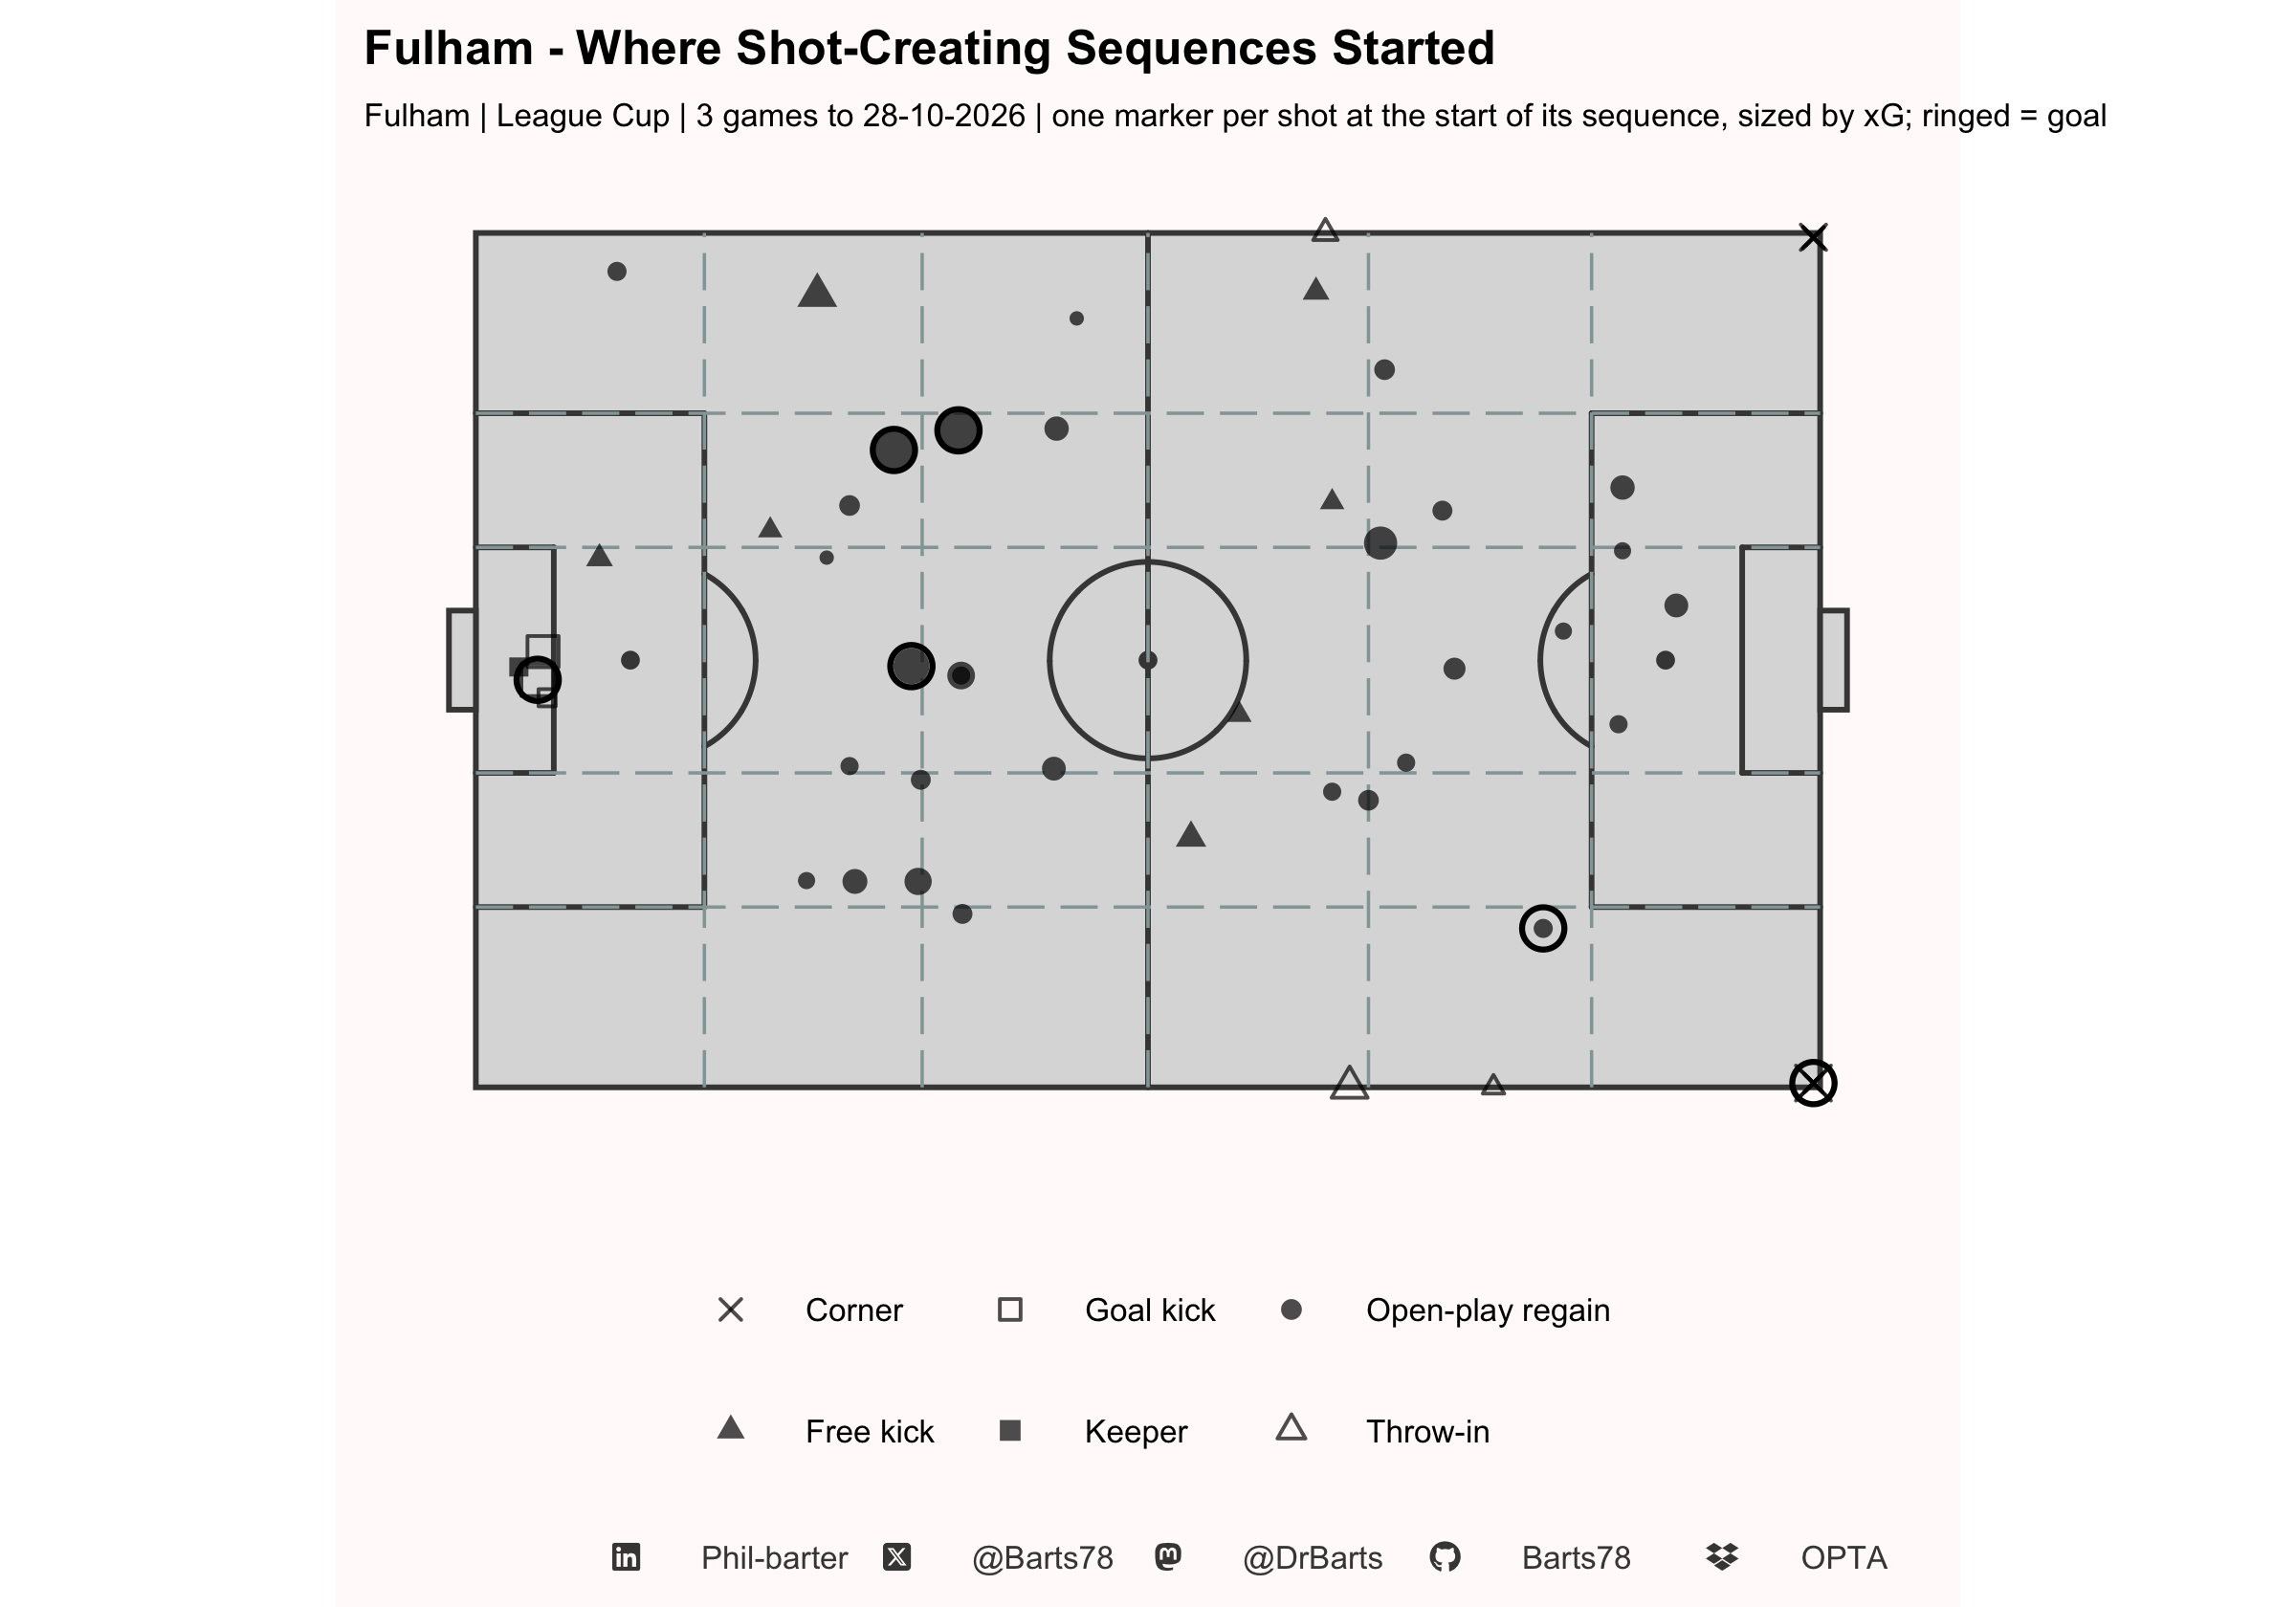 Fulham - Where Shot-Creating Sequences Started
Fulham | League Cup | 3 games to 28-10-2026 | one marker per shot at the start of its sequence, sized by xG; ringed = goal
Corner Goal kick Open-play regain
Free kick Keeper Throw-in
Phil-barter @Barts78 @DrBarts Barts78 OPTA